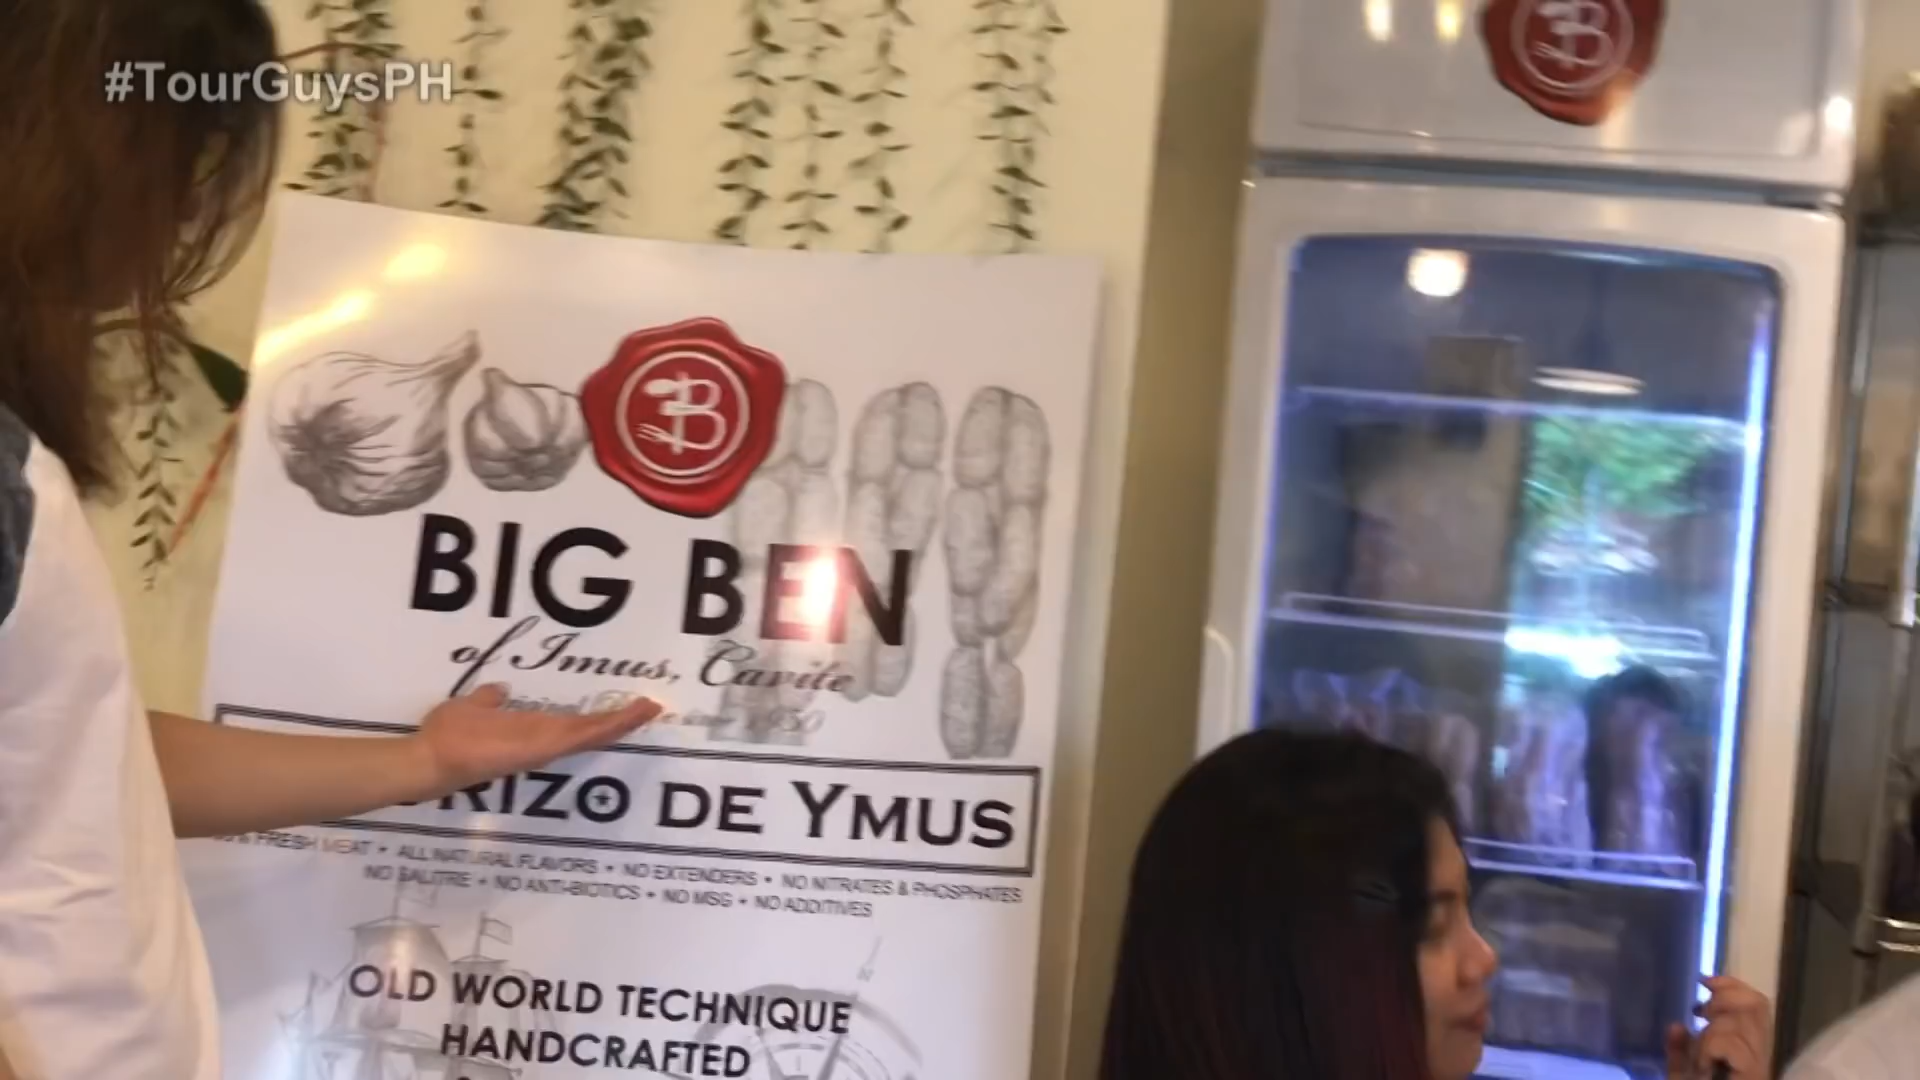 #TourGuysPH
B
B
BIG BEN
of Imus, Cavite
1950
RIZO DE YMUS
FRESH MEAT • ALL NATURAL FLAVORS • NO EXTENDERS • NO NITRATES & PHOSPHATES
NO SALITRE • NO ANTI-BIOTICS • NO MSG • NO ADDITIVES
OLD WORLD TECHNIQUE
HANDCRAFTED